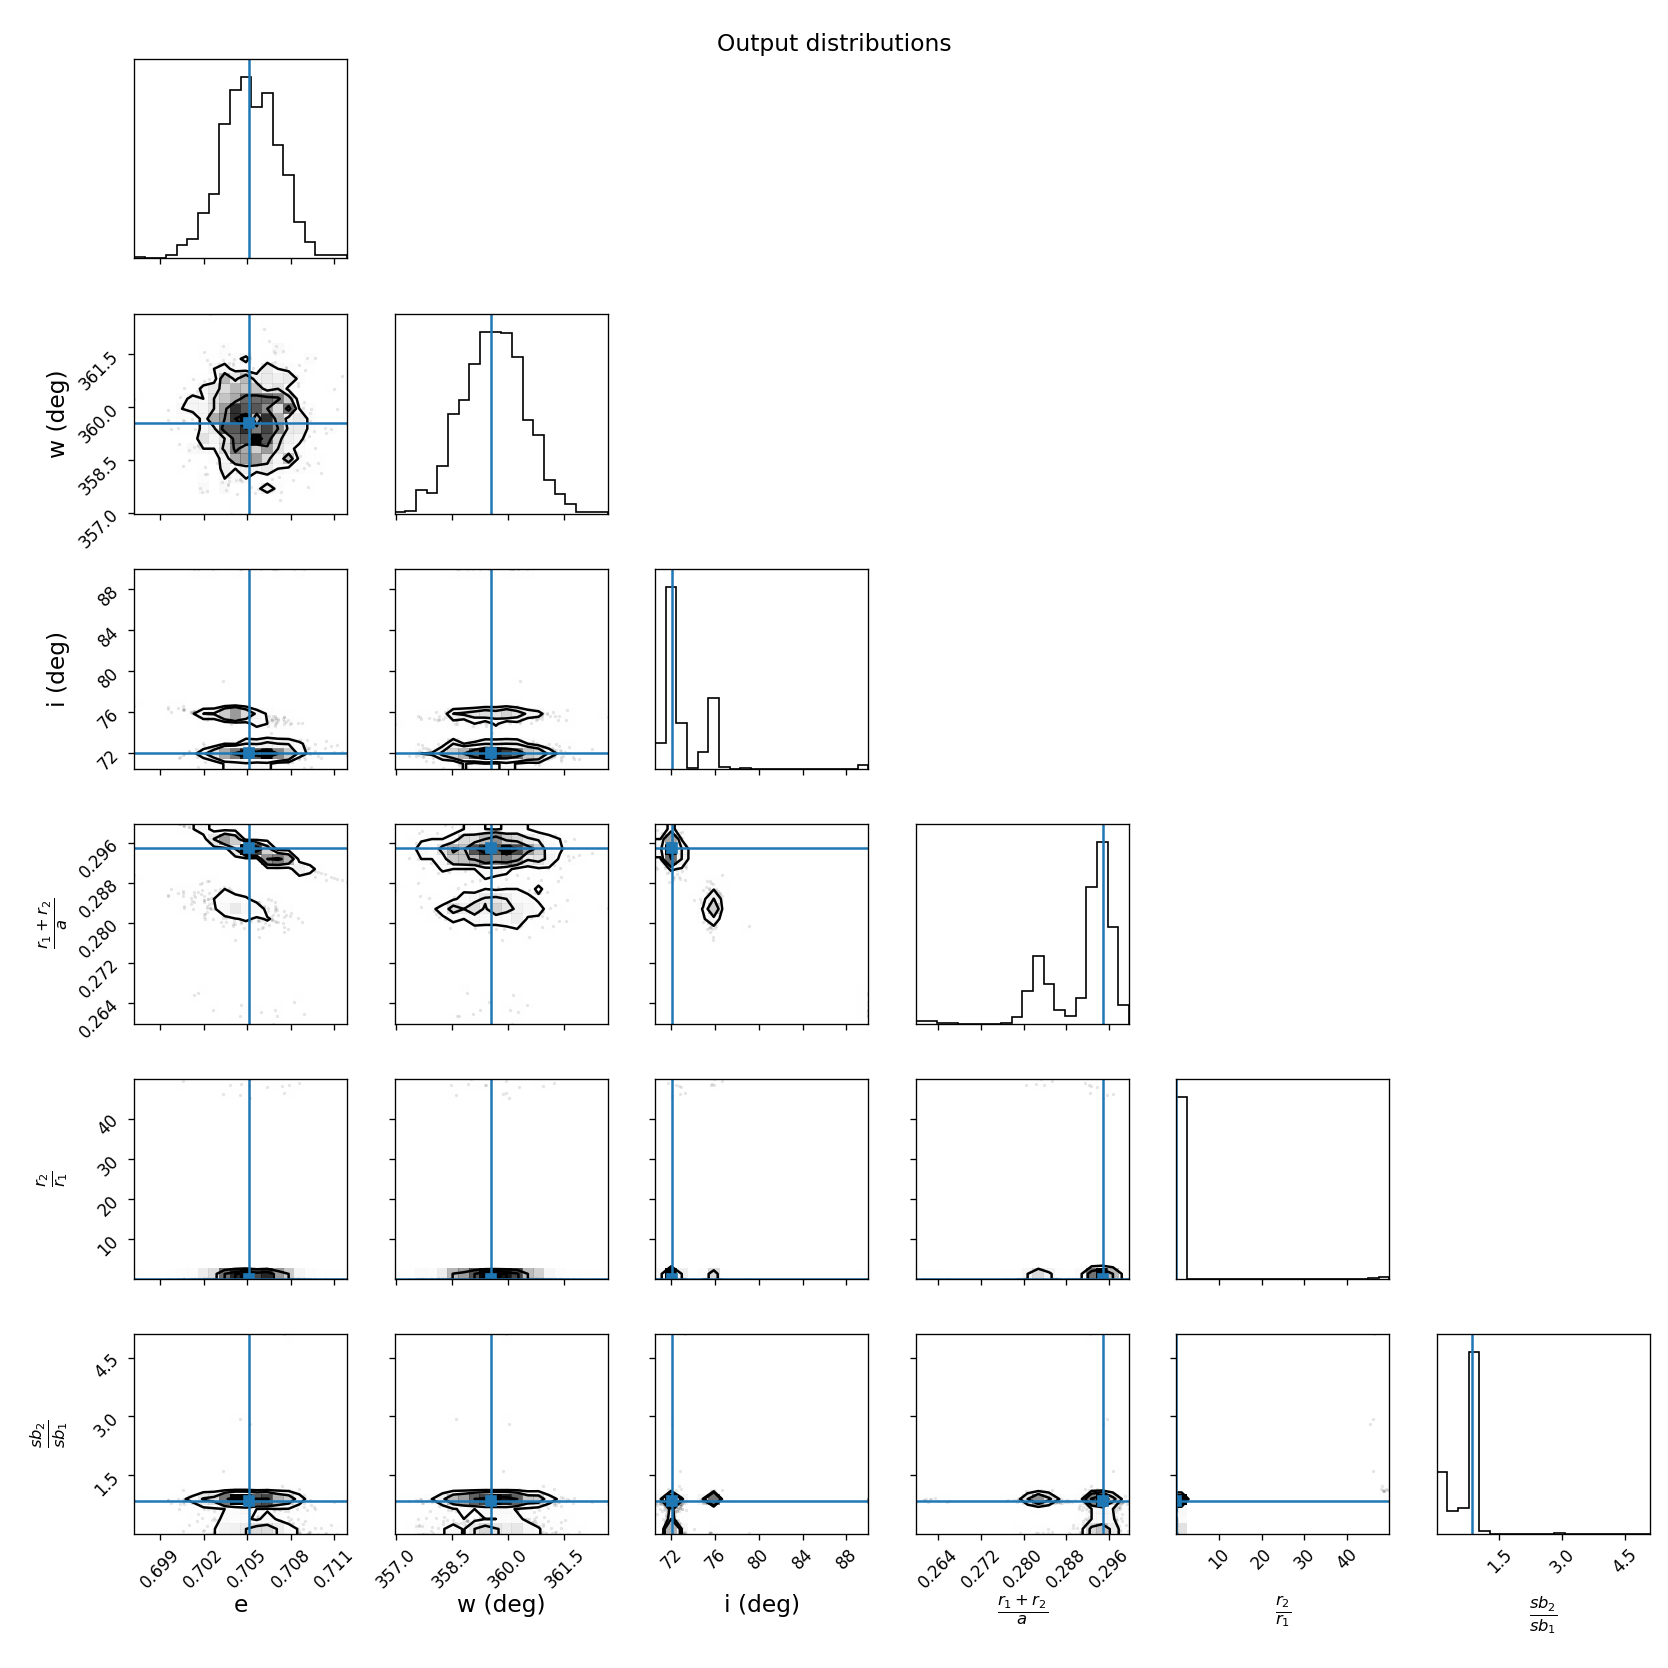 Output distributions
w (deg)
361.5
360.0
358.5
357.0
i (deg)
88
84
80
76
72
r₁ + r₂
a
0.296
0.288
0.280
0.272
0.264
r₂
r₁
40
30
20
10
sb₂
sb₁
4.5
3.0
1.5
0.699 0.702 0.705 0.708 0.711 357.0 358.5 360.0 361.5 72 76 80 84 88 0.264 0.272 0.280 0.288 0.296 10 20 30 40 1.5 3.0 4.5
e w (deg) i (deg) r₁ + r₂ r₂ sb₂
a r₁ sb₁